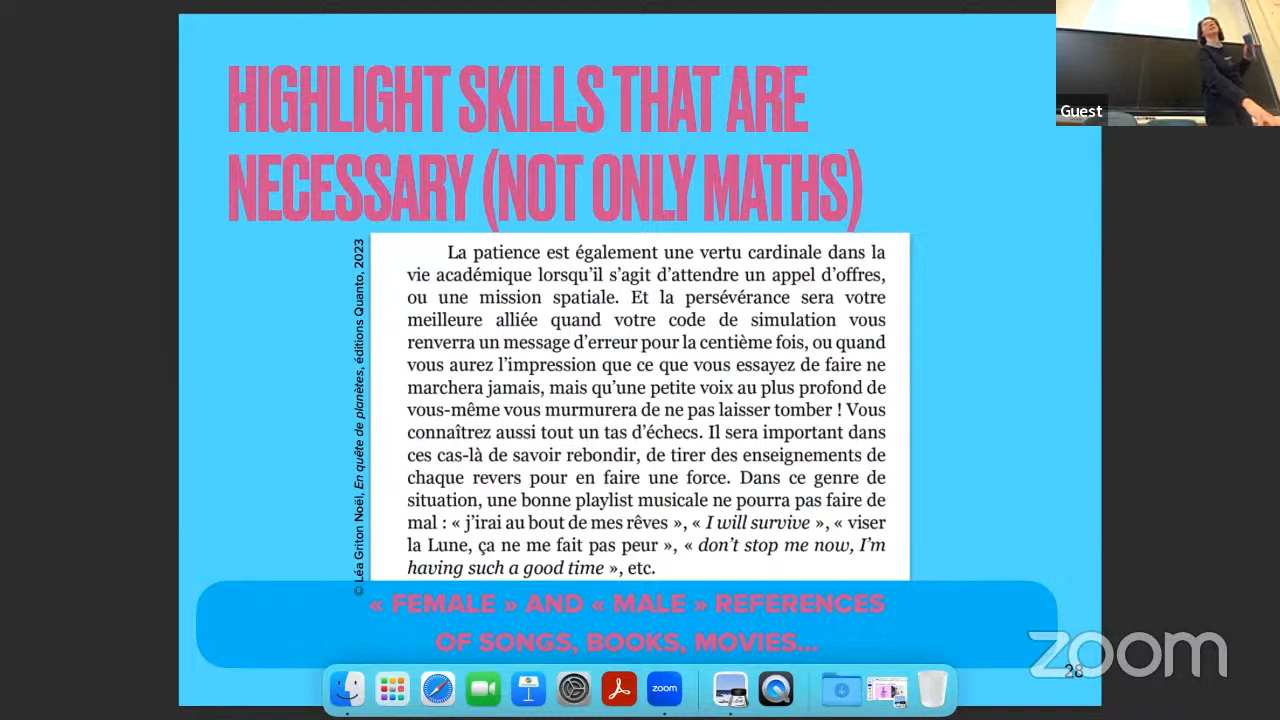 HIGHLIGHT SKILLS THAT ARE
NECESSARY (NOT ONLY MATHS)
Guest
© Léa Griton Noël, En quête de planètes, éditions Quanto, 2023
La patience est également une vertu cardinale dans la
vie académique lorsqu'il s'agit d'attendre un appel d'offres,
ou une mission spatiale. Et la persévérance sera votre
meilleure alliée quand votre code de simulation vous
renverra un message d'erreur pour la centième fois, ou quand
vous aurez l'impression que ce que vous essayez de faire ne
marchera jamais, mais qu'une petite voix au plus profond de
vous-même vous murmurera de ne pas laisser tomber ! Vous
connaîtrez aussi tout un tas d'échecs. Il sera important dans
ces cas-là de savoir rebondir, de tirer des enseignements de
chaque revers pour en faire une force. Dans ce genre de
situation, une bonne playlist musicale ne pourra pas faire de
mal : « j'irai au bout de mes rêves », « I will survive », « viser
la Lune, ça ne me fait pas peur », « don't stop me now, I'm
having such a good time », etc.
« FEMALE » AND « MALE » REFERENCES
OF SONGS, BOOKS, MOVIES...
zoom
28
zoom